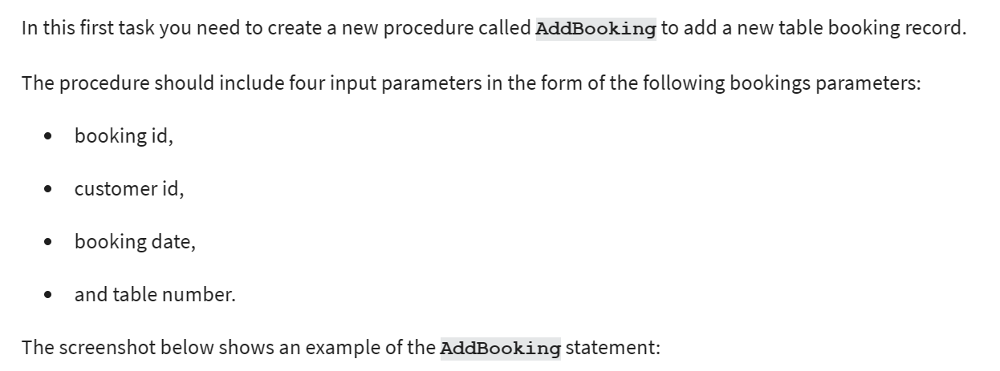 In this first task you need to create a new procedure called AddBooking to add a new table booking record.
The procedure should include four input parameters in the form of the following bookings parameters:
• booking id,
• customer id,
• booking date,
• and table number.
The screenshot below shows an example of the AddBooking statement: